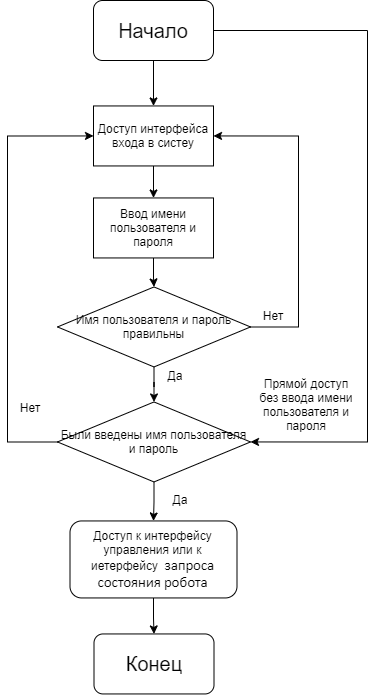 Начало
Доступ интерфейса
входа в систеу
Ввод имени
пользователя и
пароля
Имя пользователя и пароль
правильны
Нет
Да
Прямой доступ
без ввода имени
пользователя и
пароля
Нет
Были введены имя пользователя
и пароль
Да
Доступ к интерфейсу
управления или к
иетерфейсу запроса
состояния робота
Конец